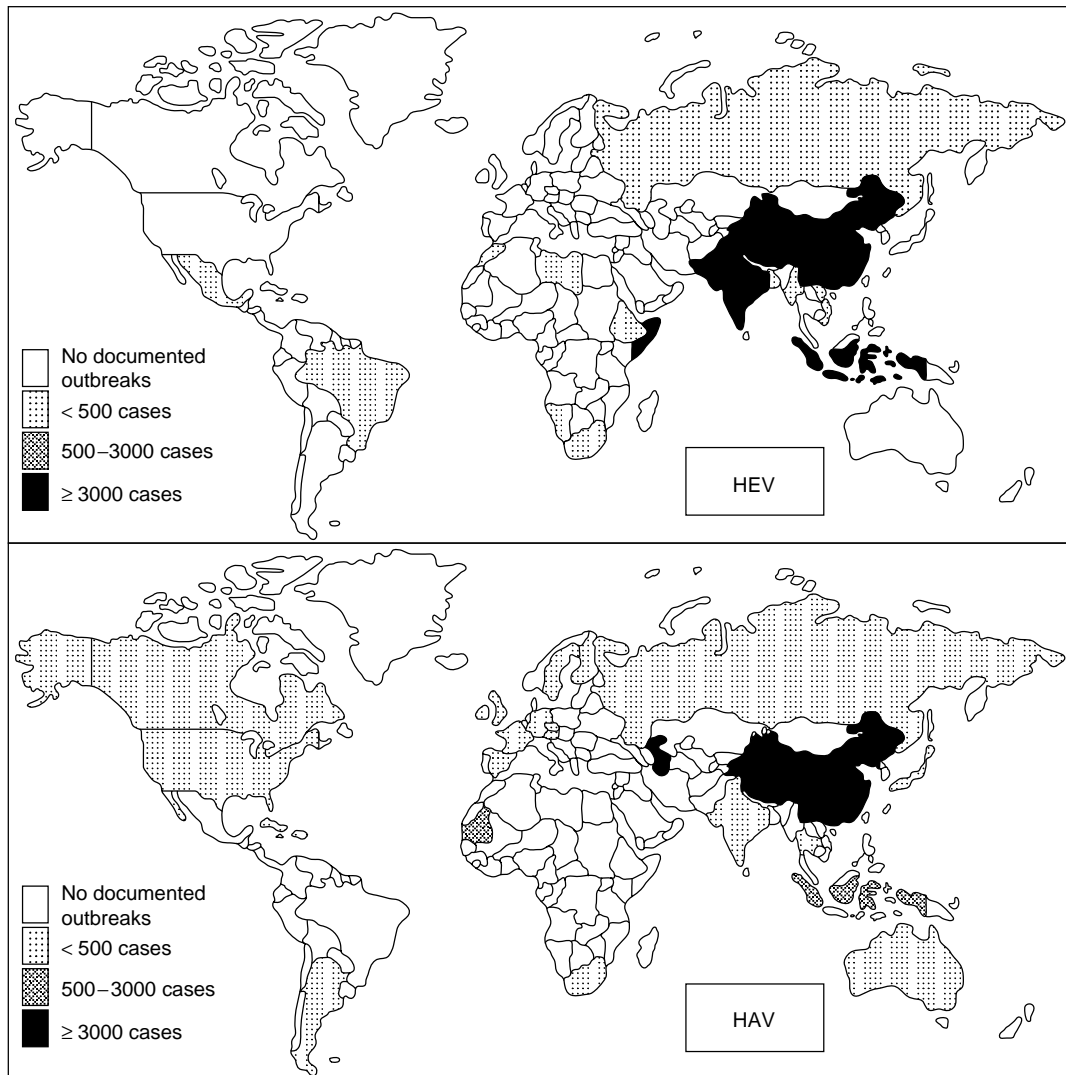 No documented
outbreaks
< 500 cases
500–3000 cases
≥ 3000 cases
HEV
No documented
outbreaks
< 500 cases
500–3000 cases
≥ 3000 cases
HAV